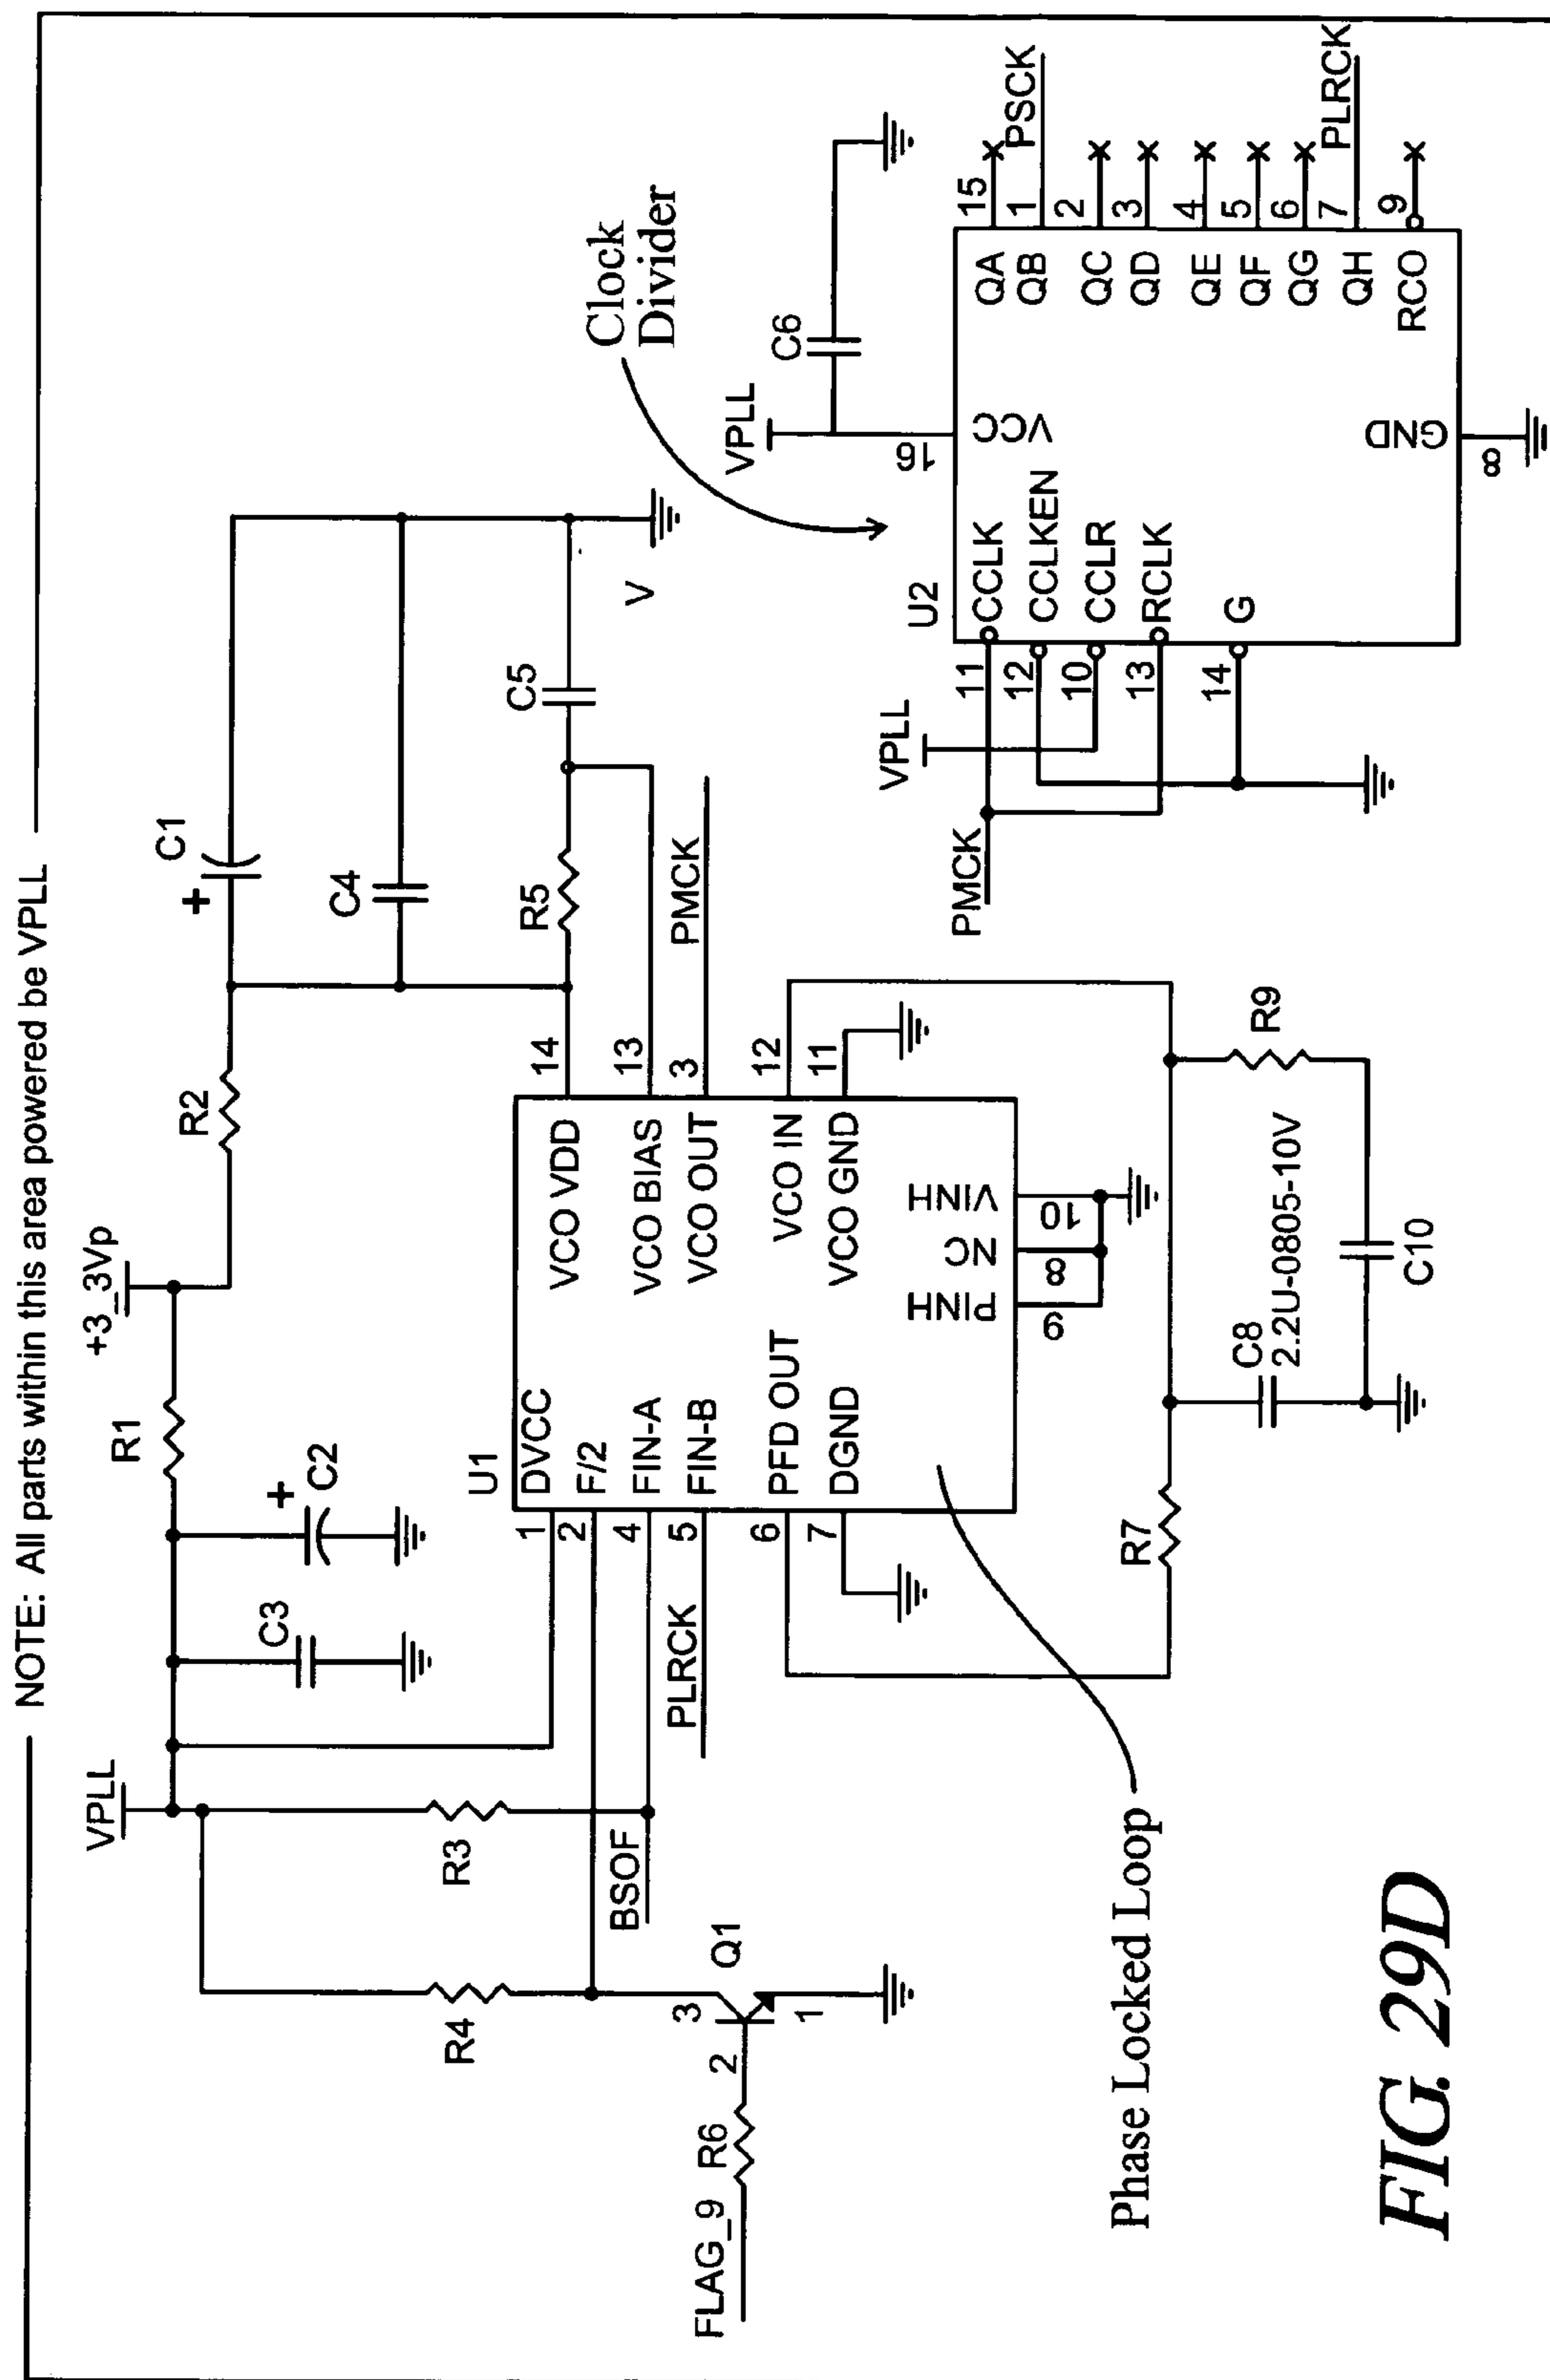 NOTE: All parts within this area powered be VPLL
VPLL
+3_3Vp
R1
R2
C3
+
C2
+
C1
C4
R4
R3
BSOF
FLAG_9
R6
2
3
1
Q1
PLRCK
U1
1
2
4
5
6
7
DVCC
F/2
FIN-A
FIN-B
PFD OUT
DGND
VCO VDD
VCO BIAS
VCO OUT
VCO IN
VCO GND
PINH
NC
VINH
9
8
10
14
13
3
12
11
R5
C5
V
PMCK
R7
C8
2.2U-0805-10V
R9
C10
Phase Locked Loop
Clock
Divider
VPLL
C6
16
VPLL
PMCK
U2
11
12
10
13
14
CCLK
CCLKEN
CCLR
RCLK
G
VCC
GND
8
QA
QB
QC
QD
QE
QF
QG
QH
RCO
15
1
2
3
4
5
6
7
9
PSCK
PLRCK
FIG. 29D